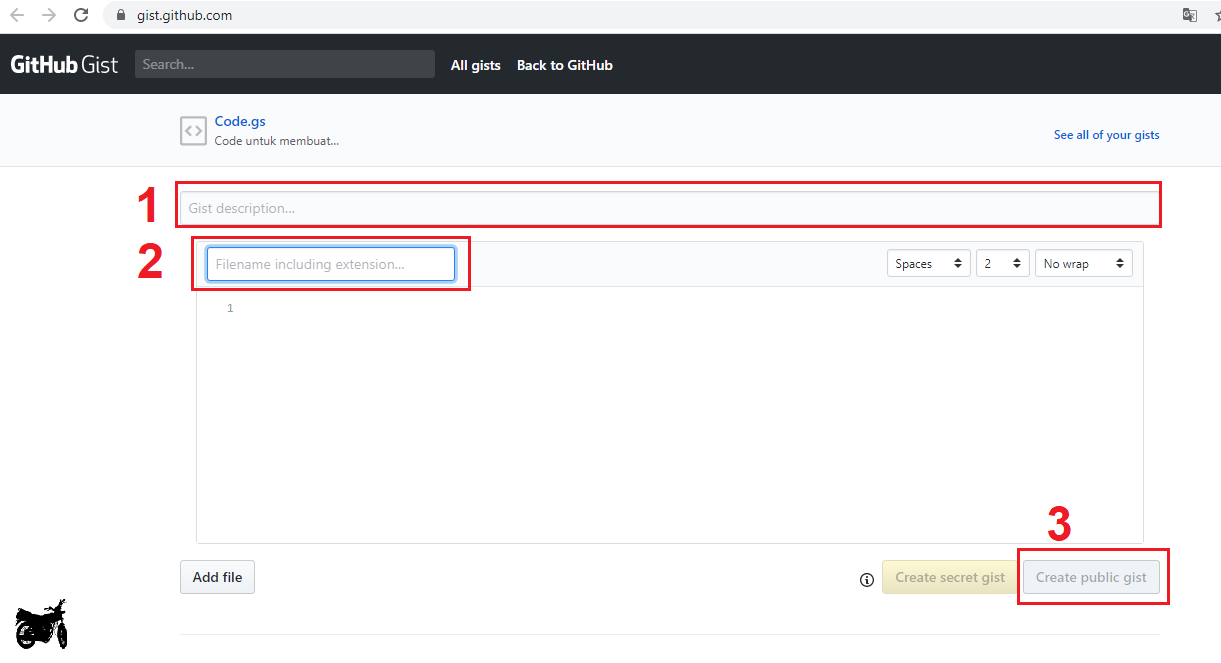 gist.github.com
GitHub Gist Search... All gists Back to GitHub
Code.gs
Code untuk membuat...
See all of your gists
1 Gist description...
2 Filename including extension... Spaces 2 No wrap
1
3
Add file Create secret gist Create public gist